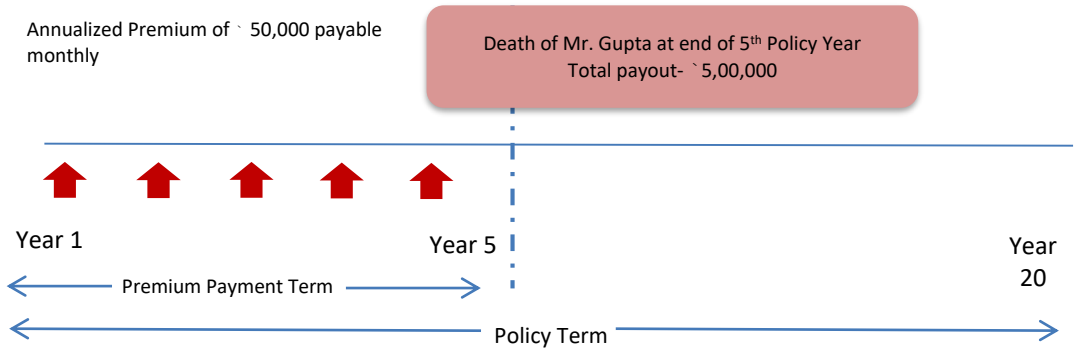 Annualized Premium of ` 50,000 payable
monthly
Death of Mr. Gupta at end of 5th Policy Year
Total payout- `5,00,000
Year 1
Year 5
Year
20
Premium Payment Term
Policy Term